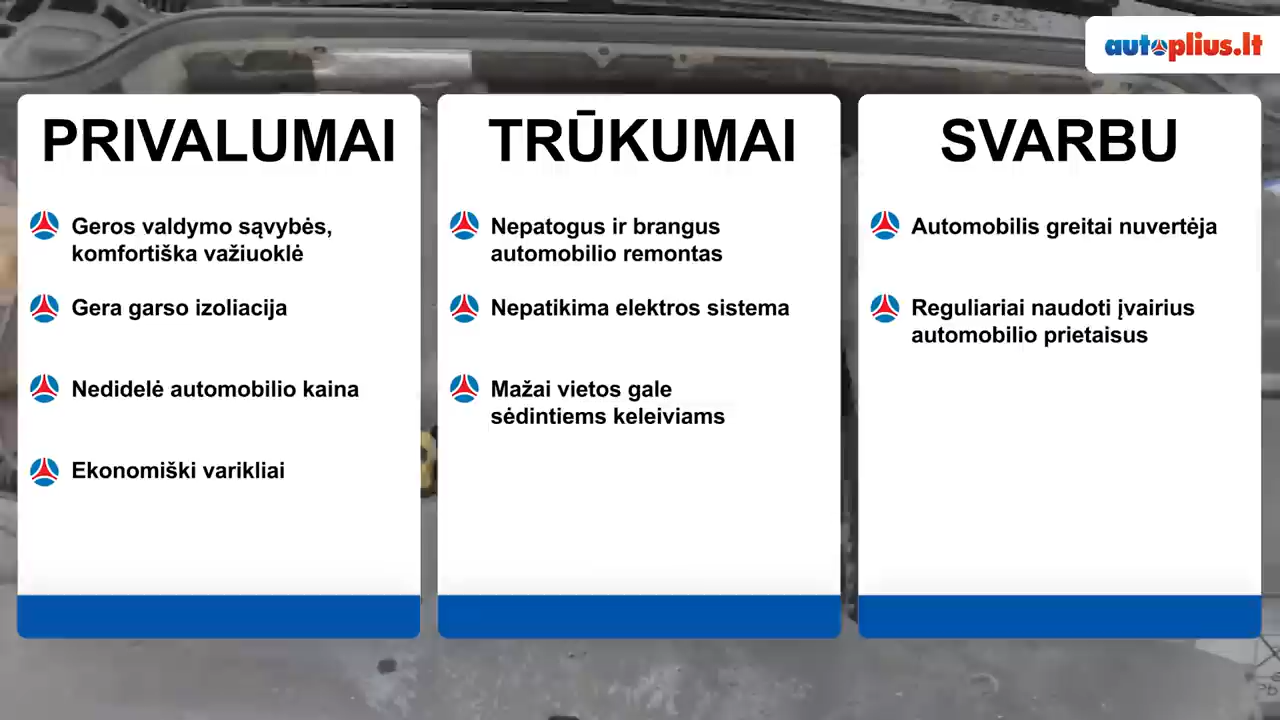 autoplius.lt
PRIVALUMAI
Geros valdymo sąvybės,
komfortiška važiuoklė
Gera garso izoliacija
Nedidelė automobilio kaina
Ekonomiški varikliai
TRŪKUMAI
Nepatogus ir brangus
automobilio remontas
Nepatikima elektros sistema
Mažai vietos gale
sėdintiems keleiviams
SVARBU
Automobilis greitai nuvertėja
Reguliariai naudoti įvairius
automobilio prietaisus